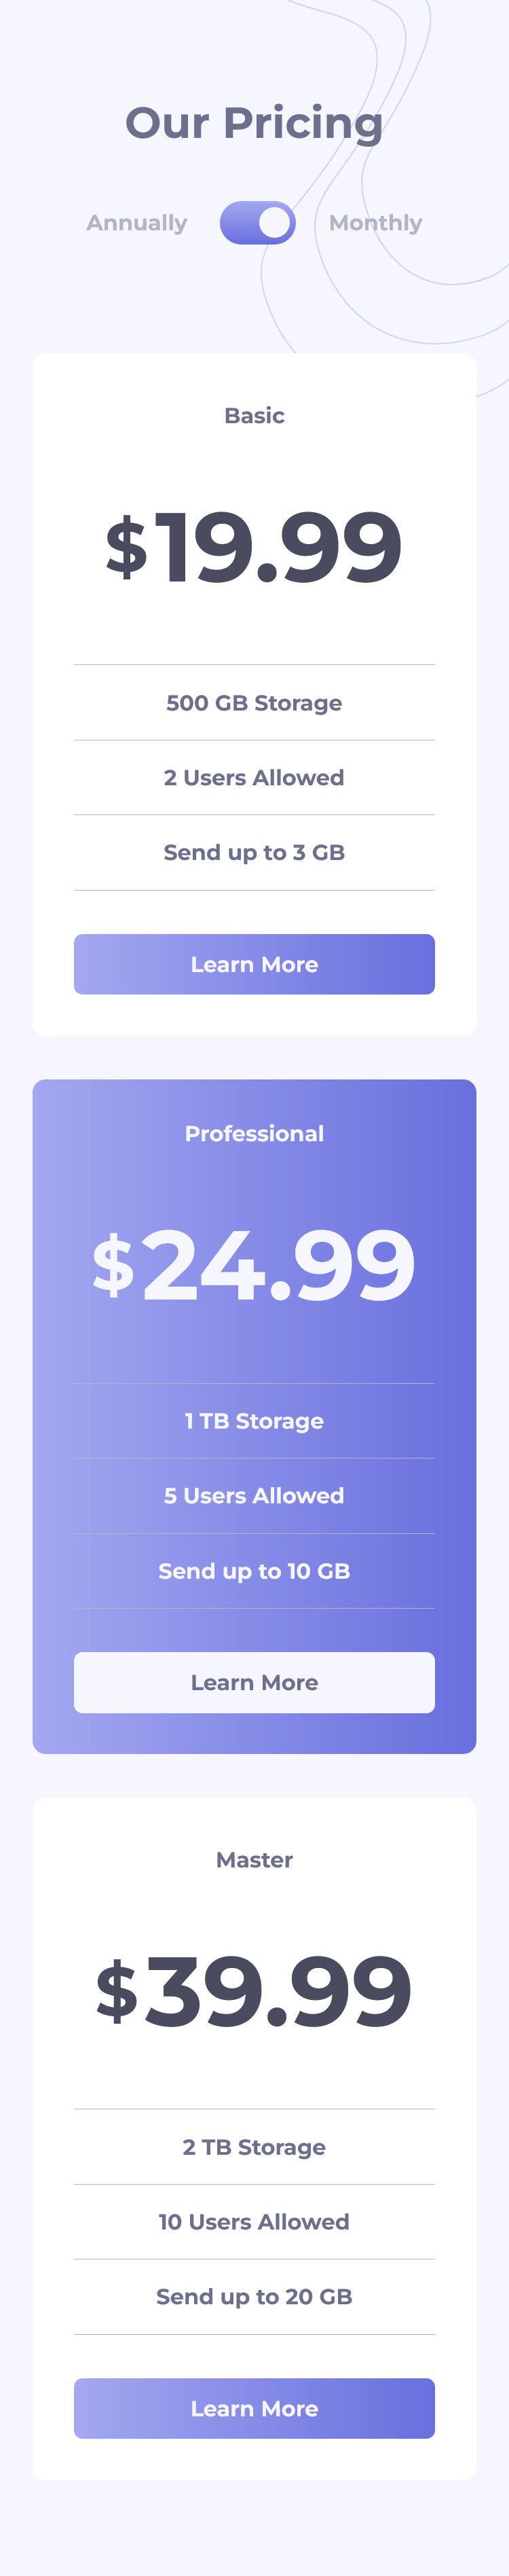 Our Pricing
Annually Monthly
Basic
$19.99
500 GB Storage
2 Users Allowed
Send up to 3 GB
Learn More
Professional
$24.99
1 TB Storage
5 Users Allowed
Send up to 10 GB
Learn More
Master
$39.99
2 TB Storage
10 Users Allowed
Send up to 20 GB
Learn More